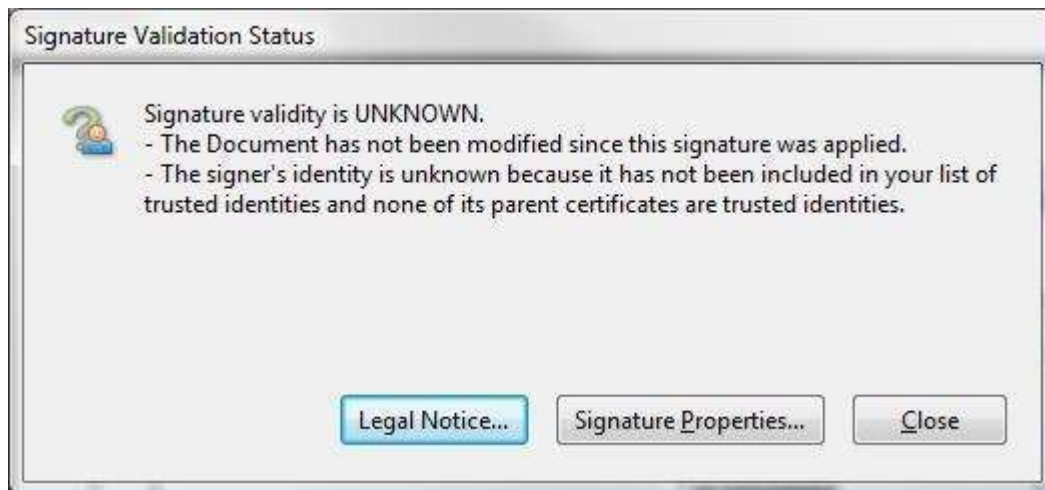 Signature Validation Status
Signature validity is UNKNOWN.
- The Document has not been modified since this signature was applied.
- The signer's identity is unknown because it has not been included in your list of
trusted identities and none of its parent certificates are trusted identities.
Legal Notice...
Signature Properties...
Close